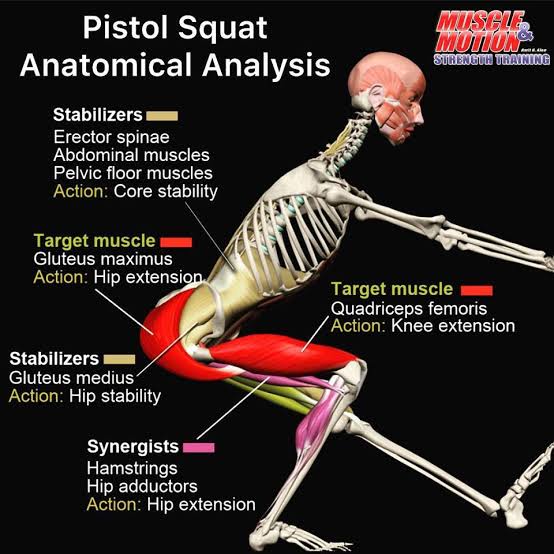 Pistol Squat
Anatomical Analysis
MUSCLE
&
MOTION
STRENGTH TRAINING
Stabilizers
Erector spinae
Abdominal muscles
Pelvic floor muscles
Action: Core stability
Target muscle
Gluteus maximus
Action: Hip extension
Target muscle
Quadriceps femoris
Action: Knee extension
Stabilizers
Gluteus medius
Action: Hip stability
Synergists
Hamstrings
Hip adductors
Action: Hip extension